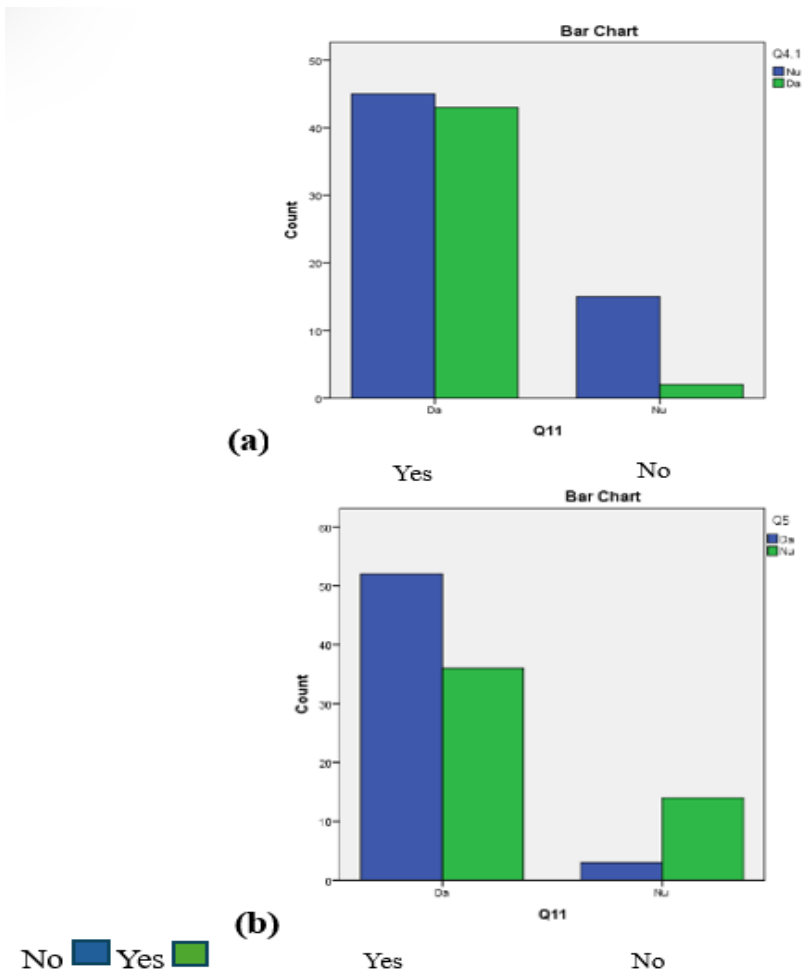 Bar Chart
Q4.1
Nu
Da
50
40
30
20
10
0
Count
Da
Nu
Q11
(a)
Yes
No
Bar Chart
Q5
Da
Nu
60
50
40
30
20
10
0
Count
Da
Nu
Q11
(b)
No Yes
Yes
No